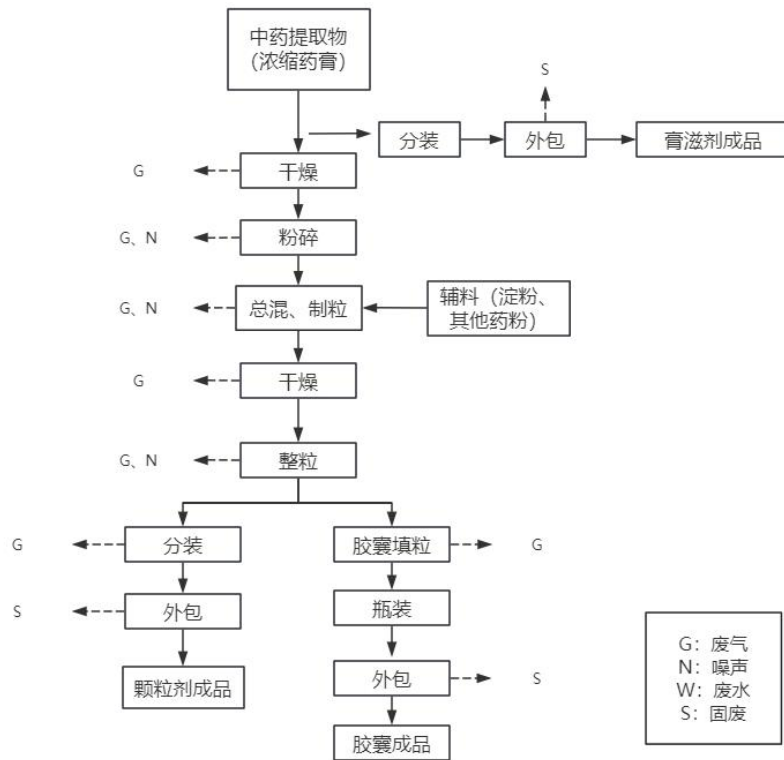 中药提取物
（浓缩药膏）
S
分装
外包
膏滋剂成品
G
干燥
G、N
粉碎
G、N
总混、制粒
辅料（淀粉、
其他药粉）
G
干燥
G、N
整粒
G
分装
胶囊填粒
G
S
外包
瓶装
颗粒剂成品
外包
S
胶囊成品
G：废气
N：噪声
W：废水
S：固废